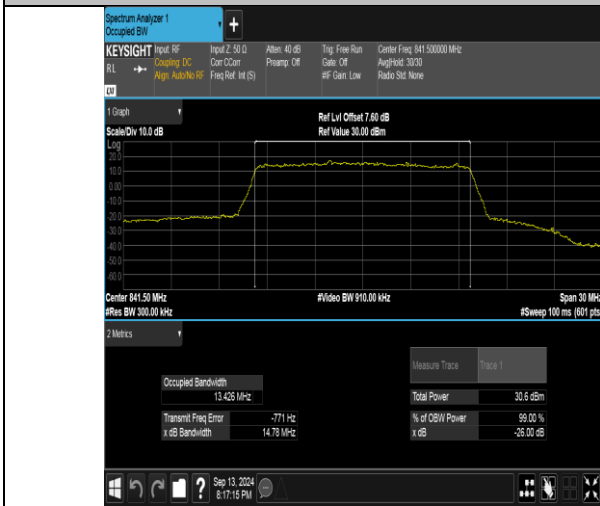 Spectrum Analyzer 1
Occupied BW
+
KEYSIGHT
RL
Input: RF
Coupling: DC
Align: Auto/No RF
Input Z: 50 Ω
Corr CCorr
Freq Ref: Int (S)
Atten: 40 dB
Preamp: Off
Trig: Free Run
Gate: Off
#IF Gain: Low
Center Freq: 841.500000 MHz
Avg|Hold: 30/30
Radio Std: None
1 Graph
Scale/Div 10.0 dB
Ref Lvl Offset 7.60 dB
Ref Value 30.00 dBm
Log
20.0
10.0
0.00
-10.0
-20.0
-30.0
-40.0
-50.0
-60.0
Center 841.50 MHz
#Video BW 910.00 kHz
Span 30 MHz
#Res BW 300.00 kHz
#Sweep 100 ms (601 pts
2 Metrics
Measure Trace
Trace 1
Occupied Bandwidth
13.426 MHz
Total Power
30.6 dBm
Transmit Freq Error
-771 Hz
% of OBW Power
99.00 %
x dB Bandwidth
14.78 MHz
x dB
-26.00 dB
?
Sep 13, 2024
8:17:15 PM